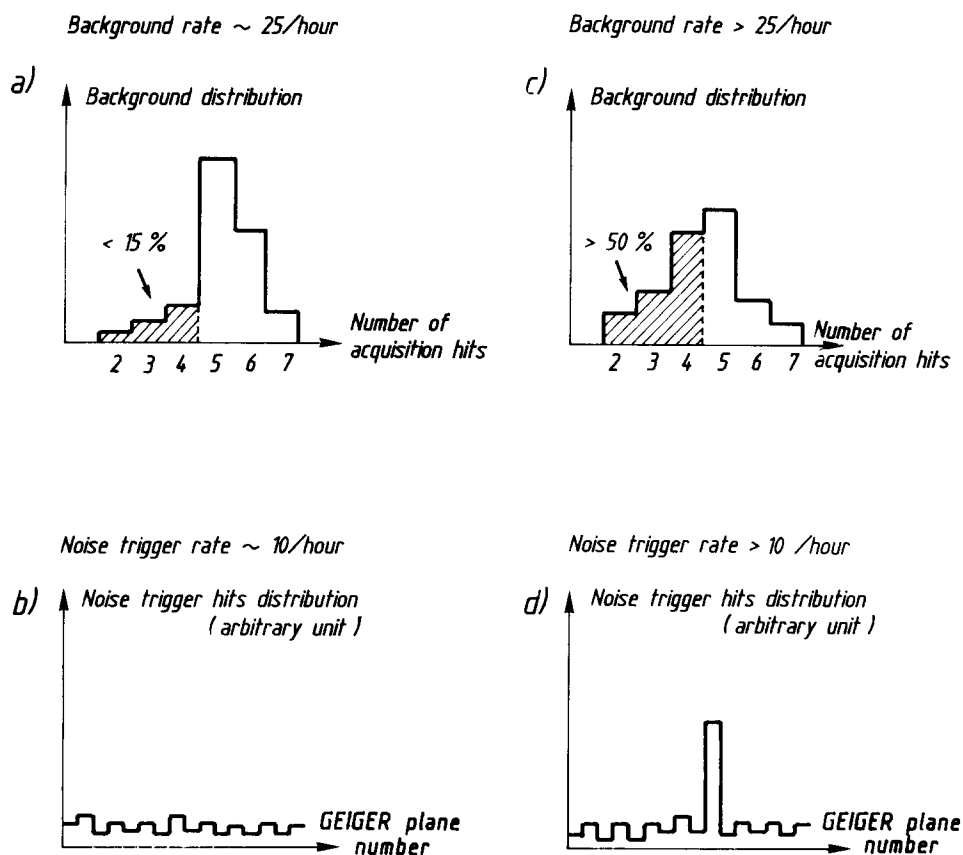 Background rate ~ 25/hour
a)
Background distribution
< 15 %
Number of
acquisition hits
2 3 4 5 6 7
Background rate > 25/hour
c)
Background distribution
> 50 %
Number of
acquisition hits
2 3 4 5 6 7
Noise trigger rate ~ 10/hour
b)
Noise trigger hits distribution
(arbitrary unit)
GEIGER plane
number
Noise trigger rate > 10 /hour
d)
Noise trigger hits distribution
(arbitrary unit)
GEIGER plane
number